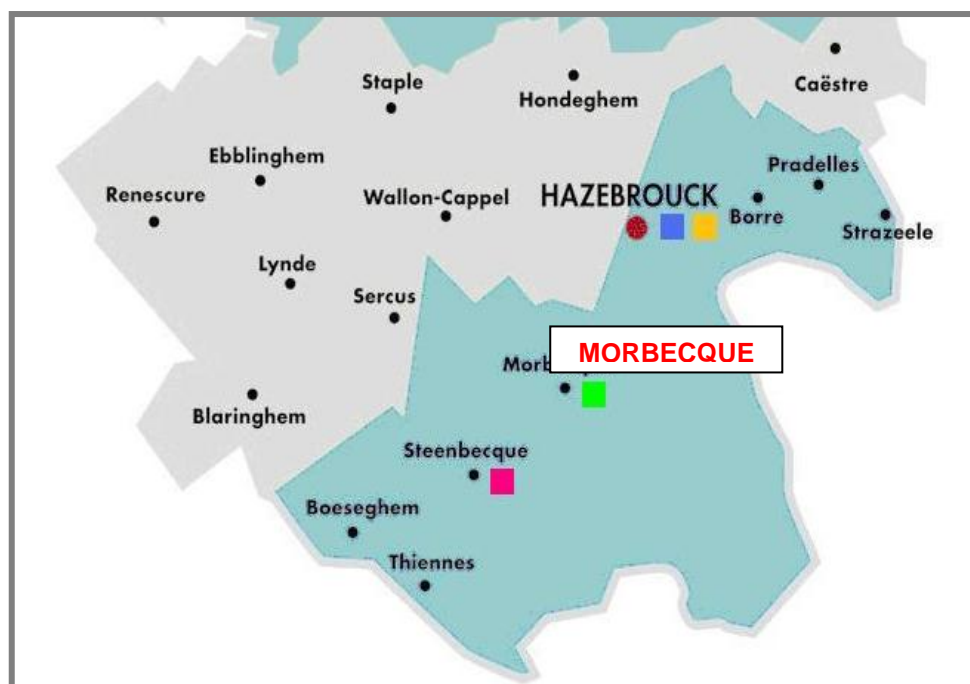 Staple
Hondeghem
Caëstre
Ebblinghem
Pradelles
Renescure
Wallon-Cappel
HAZEBROUCK
Borre
Strazeele
Lynde
Sercus
MORBECQUE
Blaringhem
Steenbecque
Boeseghem
Thiennes